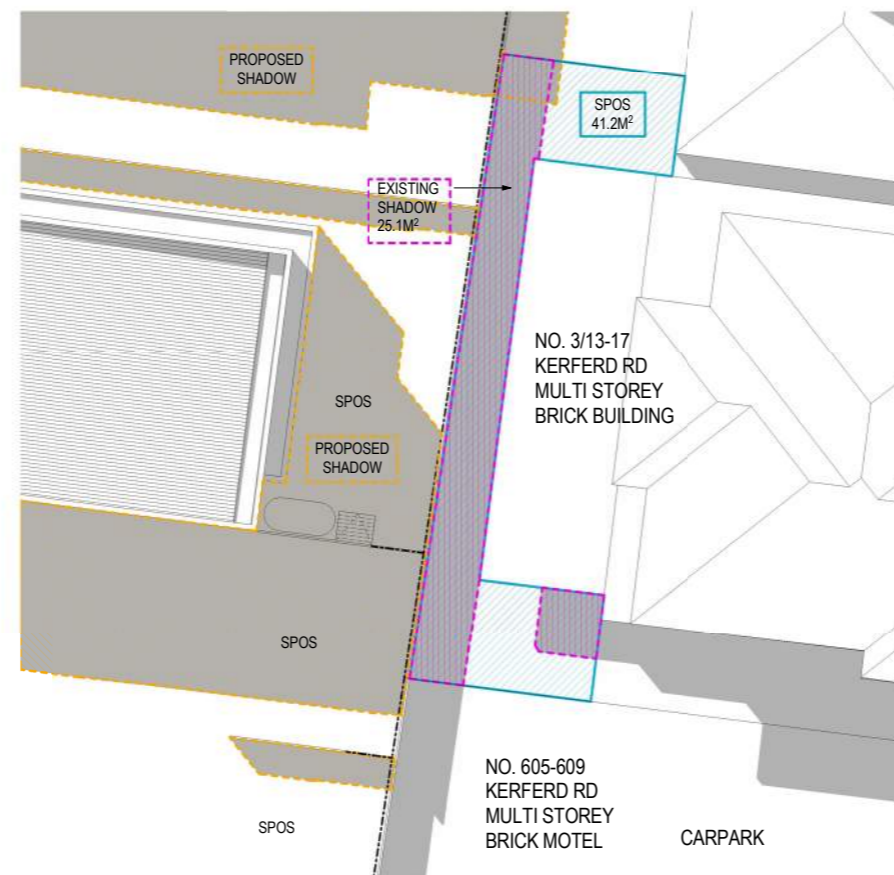 PROPOSED
SHADOW
SPOS
41.2M²
EXISTING
SHADOW
25.1M²
NO. 3/13-17
KERFERD RD
MULTI STOREY
BRICK BUILDING
SPOS
PROPOSED
SHADOW
SPOS
NO. 605-609
KERFERD RD
MULTI STOREY
BRICK MOTEL
CARPARK
SPOS